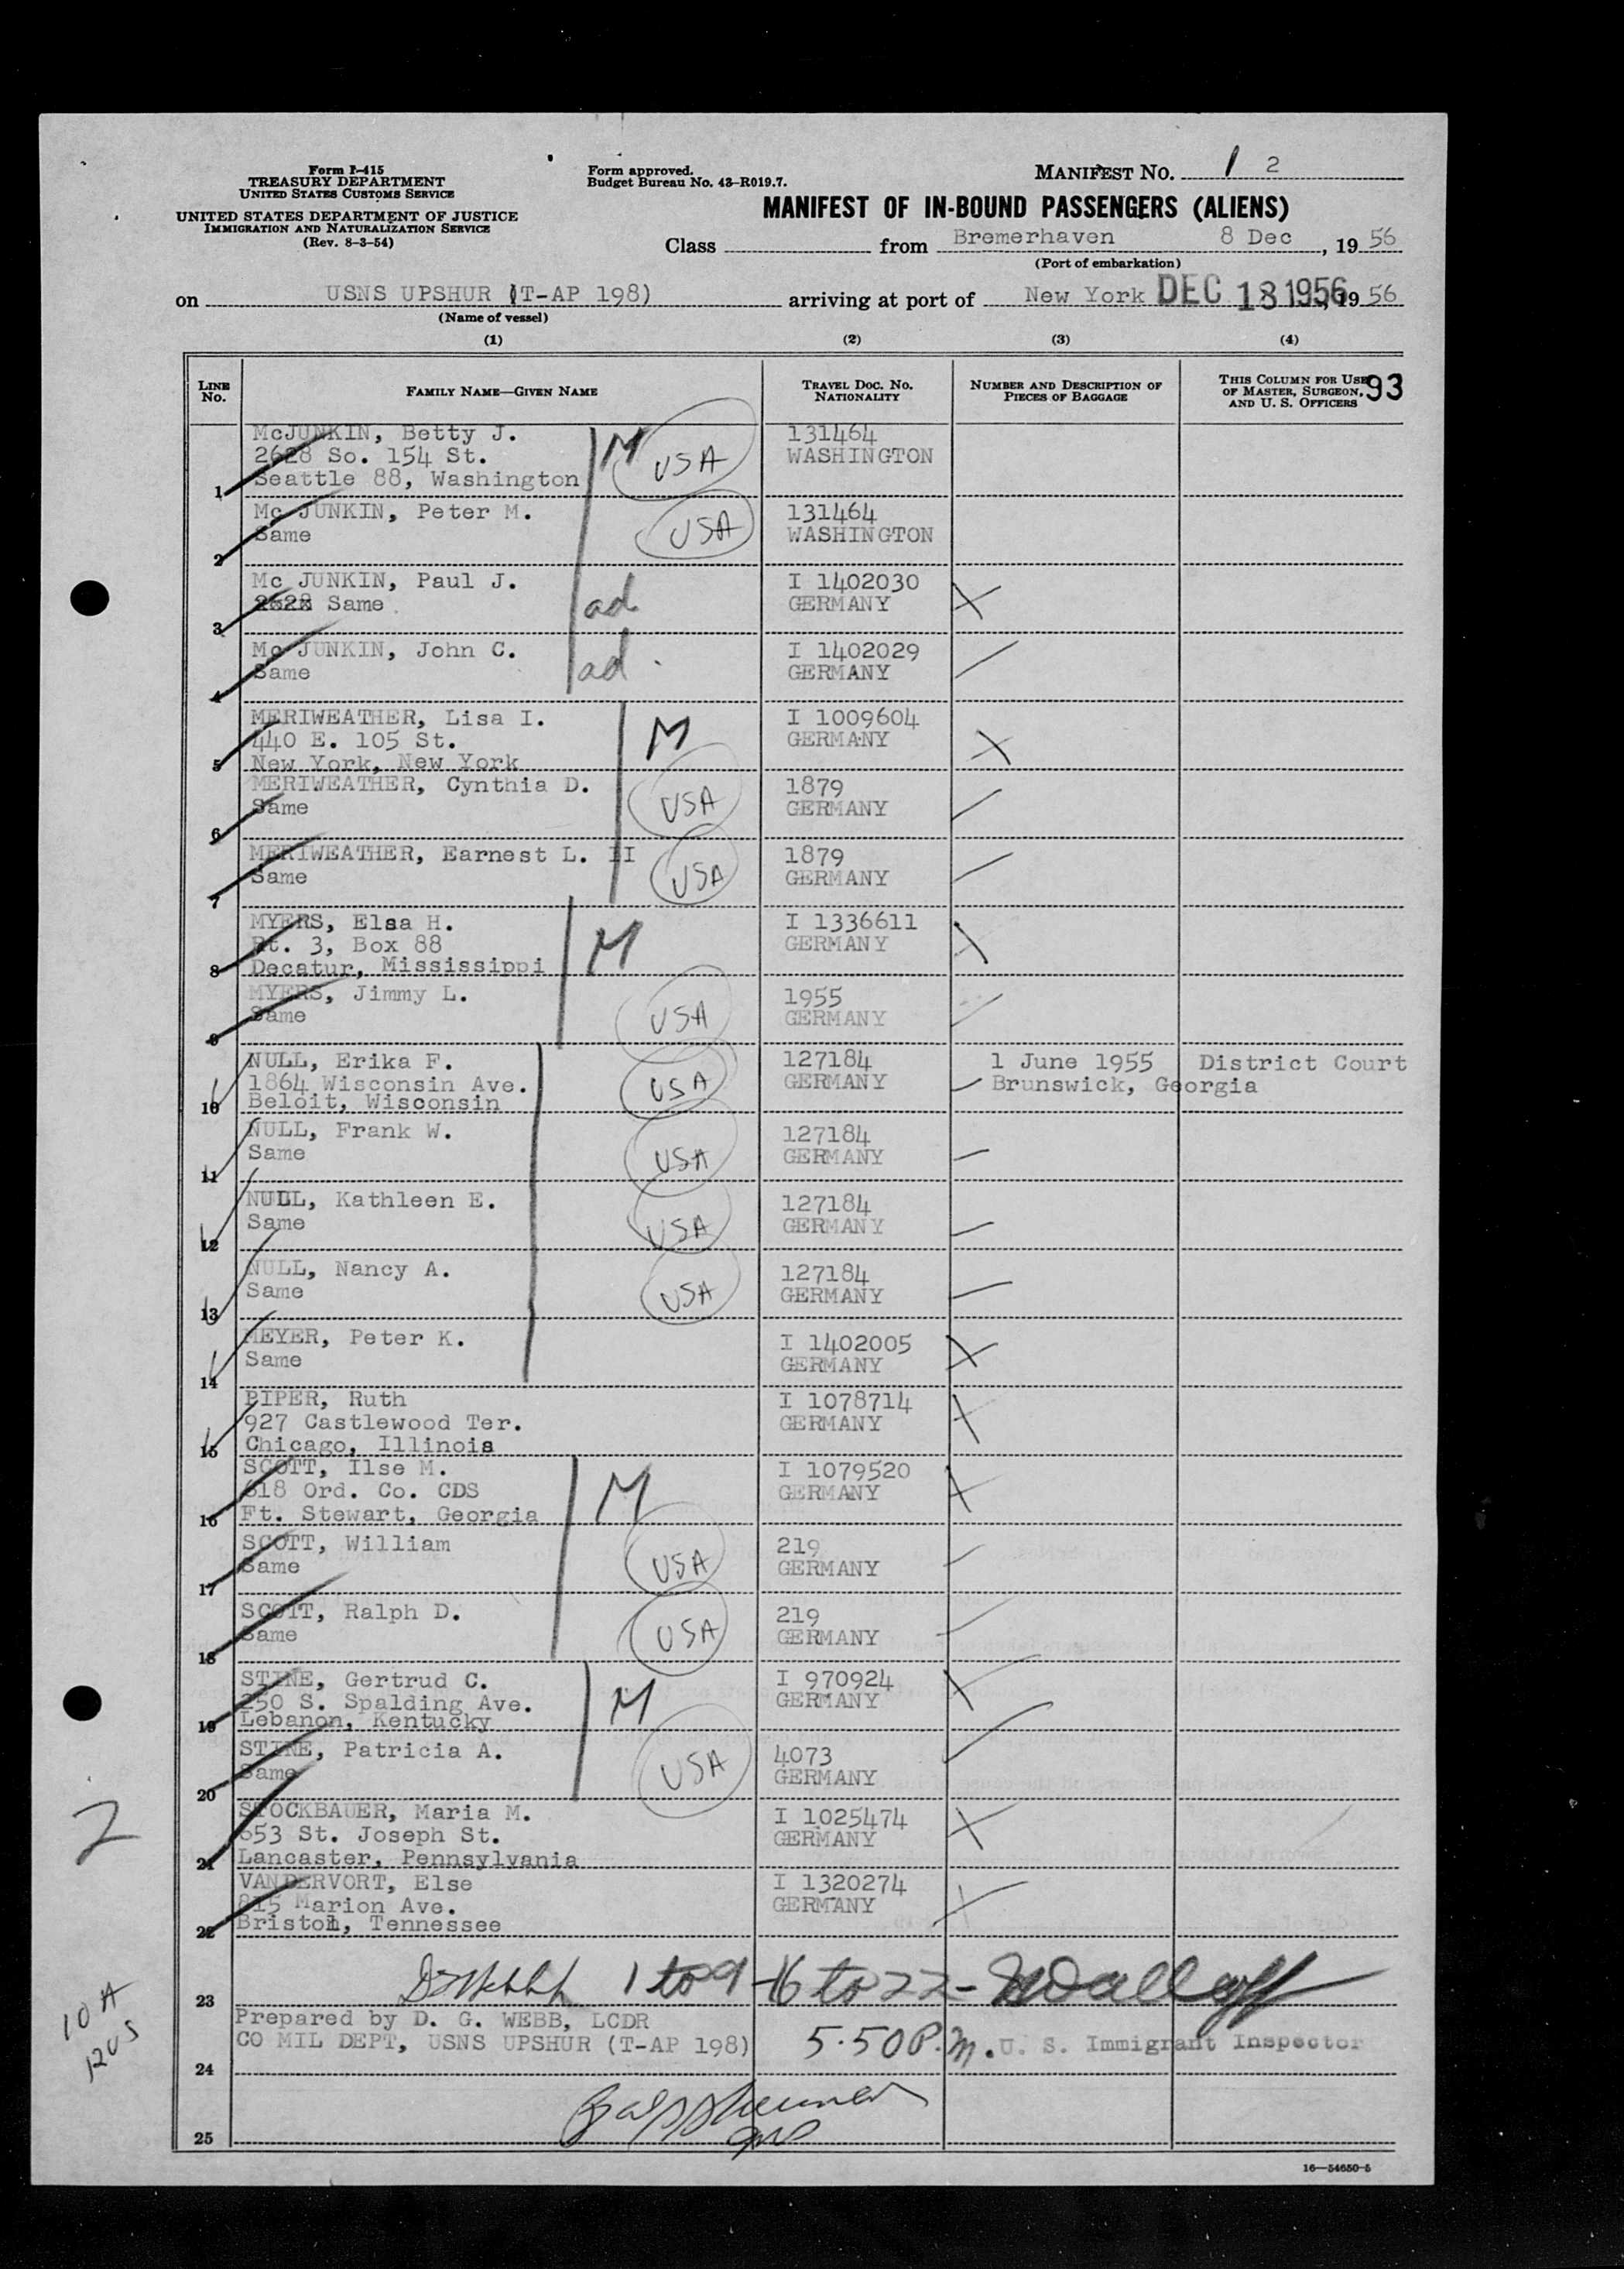 Form I-415
TREASURY DEPARTMENT
UNITED STATES CUSTOMS SERVICE
UNITED STATES DEPARTMENT OF JUSTICE
IMMIGRATION AND NATURALIZATION SERVICE
(Rev. 8-3-54)
Form approved.
Budget Bureau No. 43-R019.7.
MANIFEST NO. 1 2
MANIFEST OF IN-BOUND PASSENGERS (ALIENS)
Class from Bremerhaven 8 Dec, 19 56
(Port of embarkation)
on USNS UPSHUR (T-AP 198) arriving at port of New York DEC 18 1956, 19 56
(Name of vessel)
(1) (2) (3) (4)
LINE No. FAMILY NAME—GIVEN NAME TRAVEL DOC. NO. NATIONALITY NUMBER AND DESCRIPTION OF PIECES OF BAGGAGE THIS COLUMN FOR USE OF MASTER, SURGEON, AND U. S. OFFICERS 93
McJUNKIN, Betty J. M USA 131464
2628 So. 154 St. WASHINGTON
1 Seattle 88, Washington
Mc JUNKIN, Peter M. USA 131464
2 Same WASHINGTON
Mc JUNKIN, Paul J. ad I 1402030
3 2628 Same GERMANY
Mc JUNKIN, John C. ad. I 1402029
4 Same GERMANY
MERIWEATHER, Lisa I. M I 1009604
440 E. 105 St. GERMANY
5 New York, New York
MERIWEATHER, Cynthia D. USA 1879
6 Same GERMANY
MERIWEATHER, Earnest L. II USA 1879
7 Same GERMANY
MYERS, Elsa H. M I 1336611
Rt. 3, Box 88 GERMANY
8 Decatur, Mississippi
MYERS, Jimmy L. USA 1955
9 Same GERMANY
NULL, Erika F. USA 127184 1 June 1955 District Court
1864 Wisconsin Ave. GERMANY Brunswick, Georgia
10 Beloit, Wisconsin
NULL, Frank W. USA 127184
11 Same GERMANY
NULL, Kathleen E. USA 127184
12 Same GERMANY
NULL, Nancy A. USA 127184
13 Same GERMANY
MEYER, Peter K. I 1402005
14 Same GERMANY
PIPER, Ruth I 1078714
927 Castlewood Ter. GERMANY
15 Chicago, Illinois
SCOTT, Ilse M. M I 1079520
618 Ord. Co. CDS GERMANY
16 Ft. Stewart, Georgia
SCOTT, William USA 219
17 Same GERMANY
SCOTT, Ralph D. USA 219
18 Same GERMANY
STINE, Gertrud C. M I 970924
250 S. Spalding Ave. GERMANY
19 Lebanon, Kentucky
STINE, Patricia A. USA 4073
20 Same GERMANY
STOCKBAUER, Maria M. I 1025474
653 St. Joseph St. GERMANY
21 Lancaster, Pennsylvania
VANDERVORT, Else I 1320274
815 Marion Ave. GERMANY
22 Bristol, Tennessee
2
23 1 to 9 - 16 to 22 -
Prepared by D. G. WEBB, LCDR
CO MIL DEPT, USNS UPSHUR (T-AP 198) 5:50 P.M. U. S. Immigrant Inspector
10 A
12 US
24
25
16—54650-5